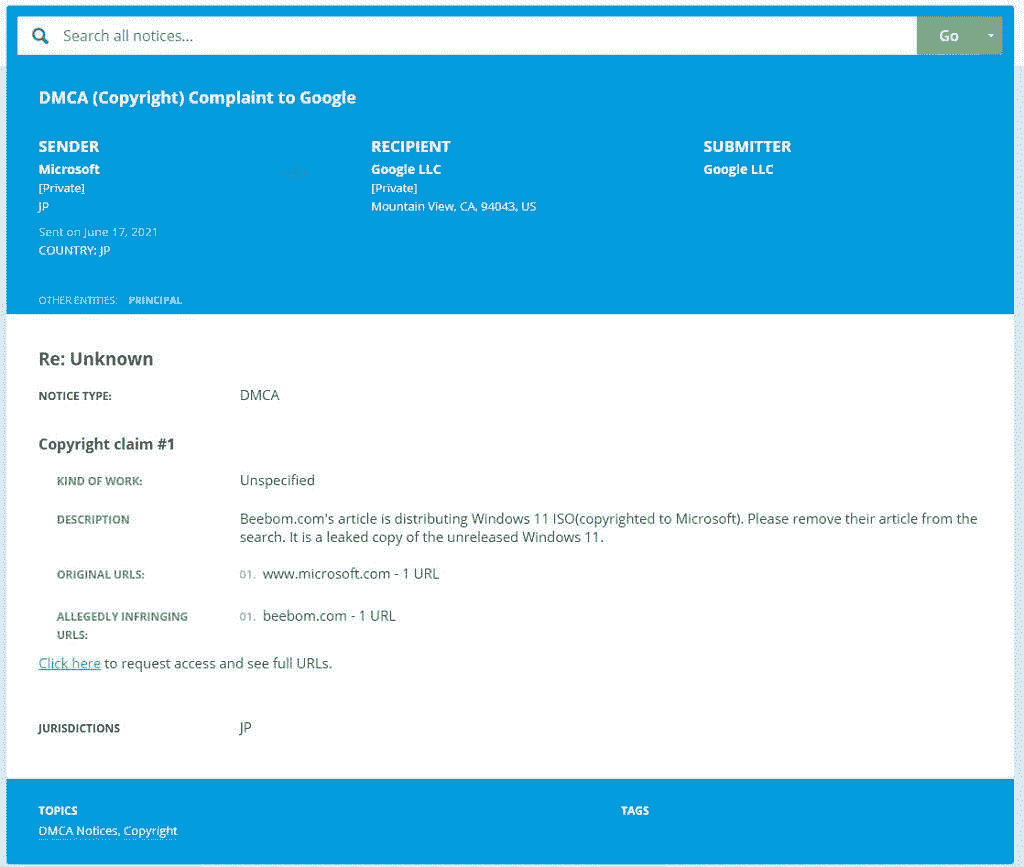 Search all notices...
Go
DMCA (Copyright) Complaint to Google
SENDER
Microsoft
[Private]
JP
Sent on June 17, 2021
COUNTRY: JP
RECIPIENT
Google LLC
[Private]
Mountain View, CA, 94043, US
SUBMITTER
Google LLC
OTHER ENTITIES: PRINCIPAL
Re: Unknown
NOTICE TYPE: DMCA
Copyright claim #1
KIND OF WORK: Unspecified
DESCRIPTION Beebom.com's article is distributing Windows 11 ISO(copyrighted to Microsoft). Please remove their article from the
search. It is a leaked copy of the unreleased Windows 11.
ORIGINAL URLS: 01. www.microsoft.com - 1 URL
ALLEGEDLY INFRINGING
URLS:
01. beebom.com - 1 URL
Click here to request access and see full URLs.
JURISDICTIONS JP
TOPICS
DMCA Notices, Copyright
TAGS